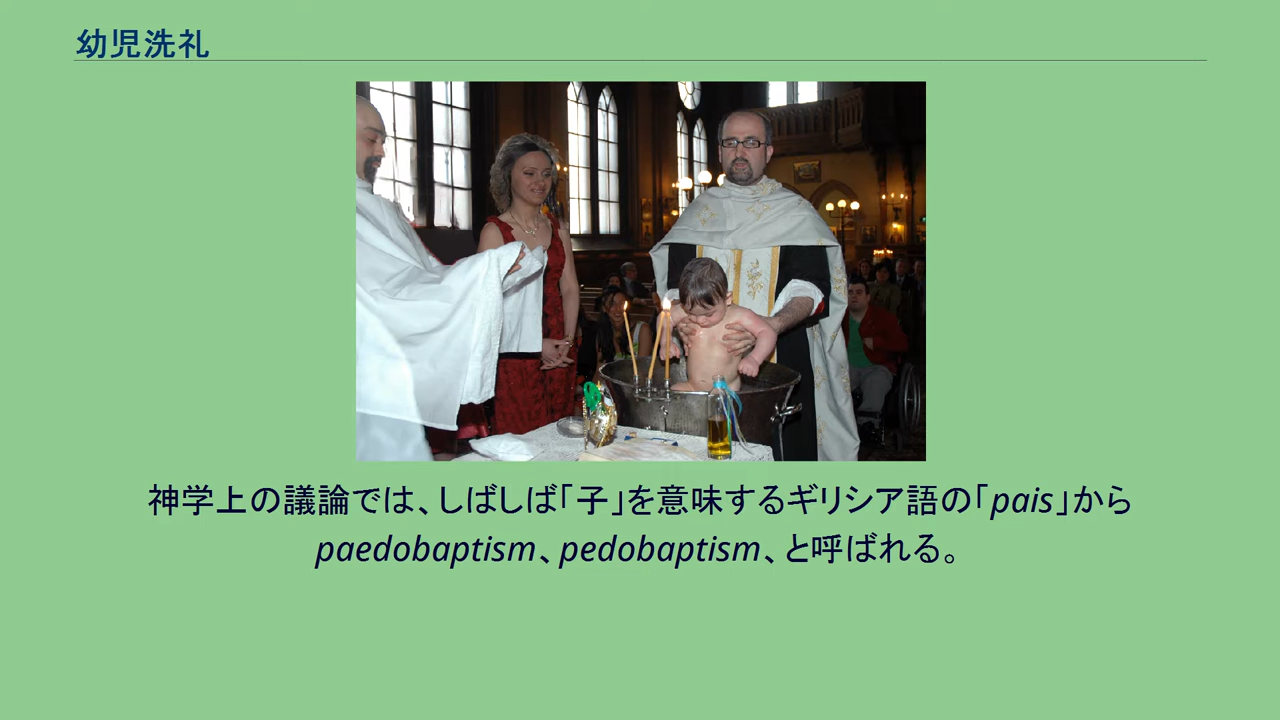 幼児洗礼
神学上の議論では、しばしば「子」を意味するギリシア語の「pais」から
paedobaptism、pedobaptism、と呼ばれる。